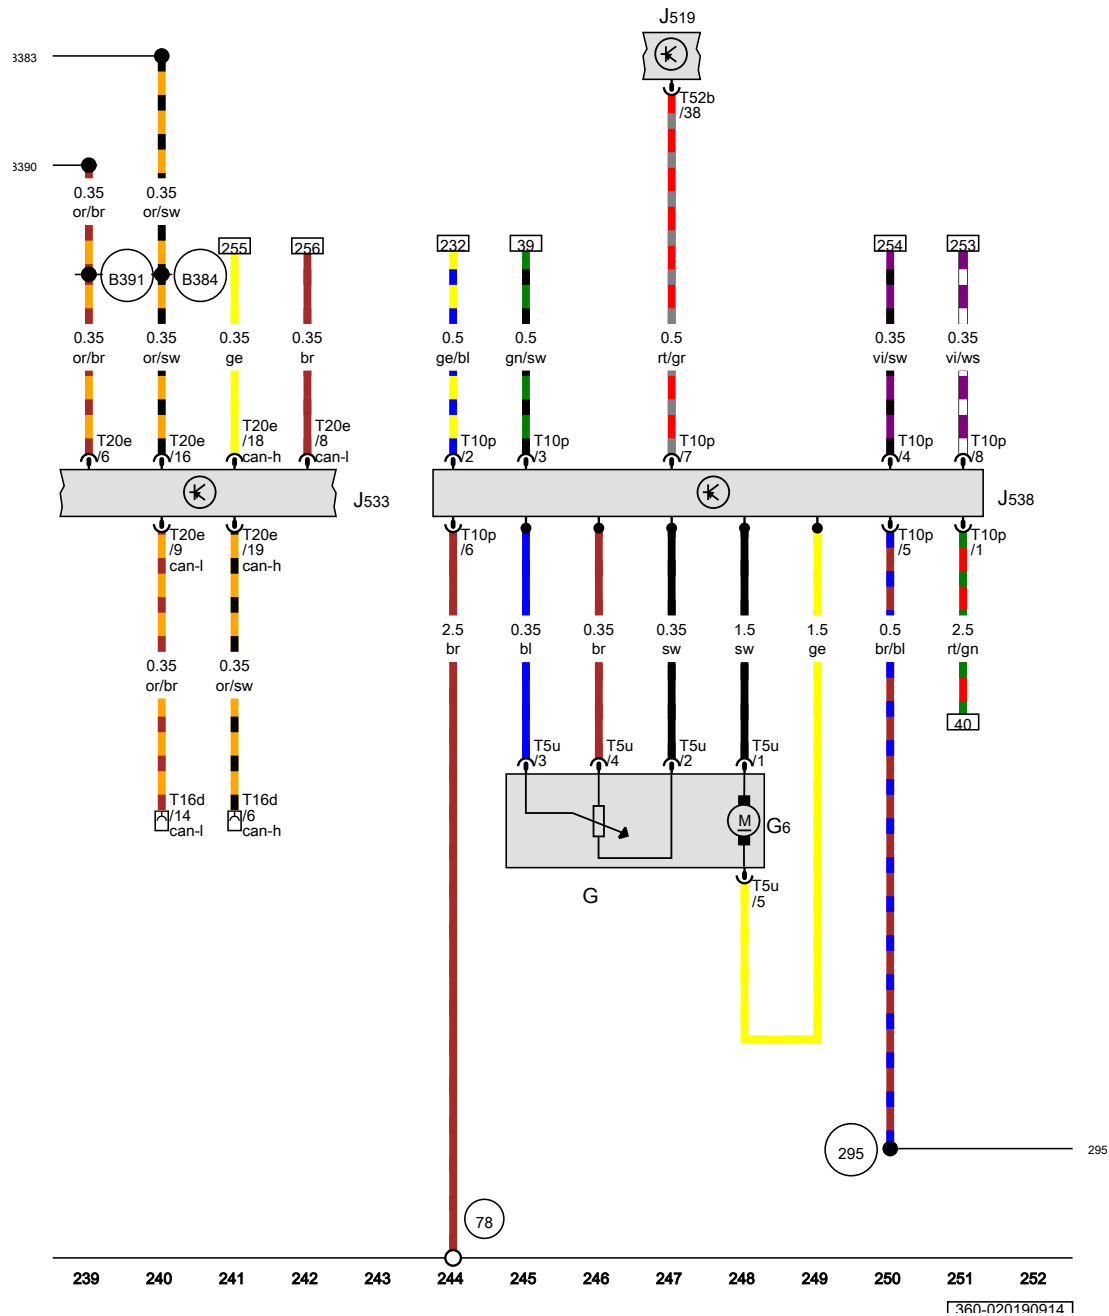 J519
B383
T52b
/38
B390
0.35
or/br
0.35
or/sw
255
256
232
39
254
253
B391
B384
0.35
or/br
0.35
or/sw
0.35
ge
0.35
br
0.5
ge/bl
0.5
gn/sw
0.5
rt/gr
0.35
vi/sw
0.35
vi/ws
T20e
/6
T20e
/16
T20e
/18
can-h
T20e
/8
can-l
T10p
/2
T10p
/3
T10p
/7
T10p
/4
T10p
/8
J533
J538
T20e
/9
can-l
T20e
/19
can-h
T10p
/6
T10p
/5
T10p
/1
2.5
br
0.35
bl
0.35
br
0.35
sw
1.5
sw
1.5
ge
0.5
br/bl
2.5
rt/gn
0.35
or/br
0.35
or/sw
40
T5u
/3
T5u
/4
T5u
/2
T5u
/1
T16d
/14
can-l
T16d
/6
can-h
M
G6
G
T5u
/5
295
295
78
239 240 241 242 243 244 245 246 247 248 249 250 251 252
360-020190914